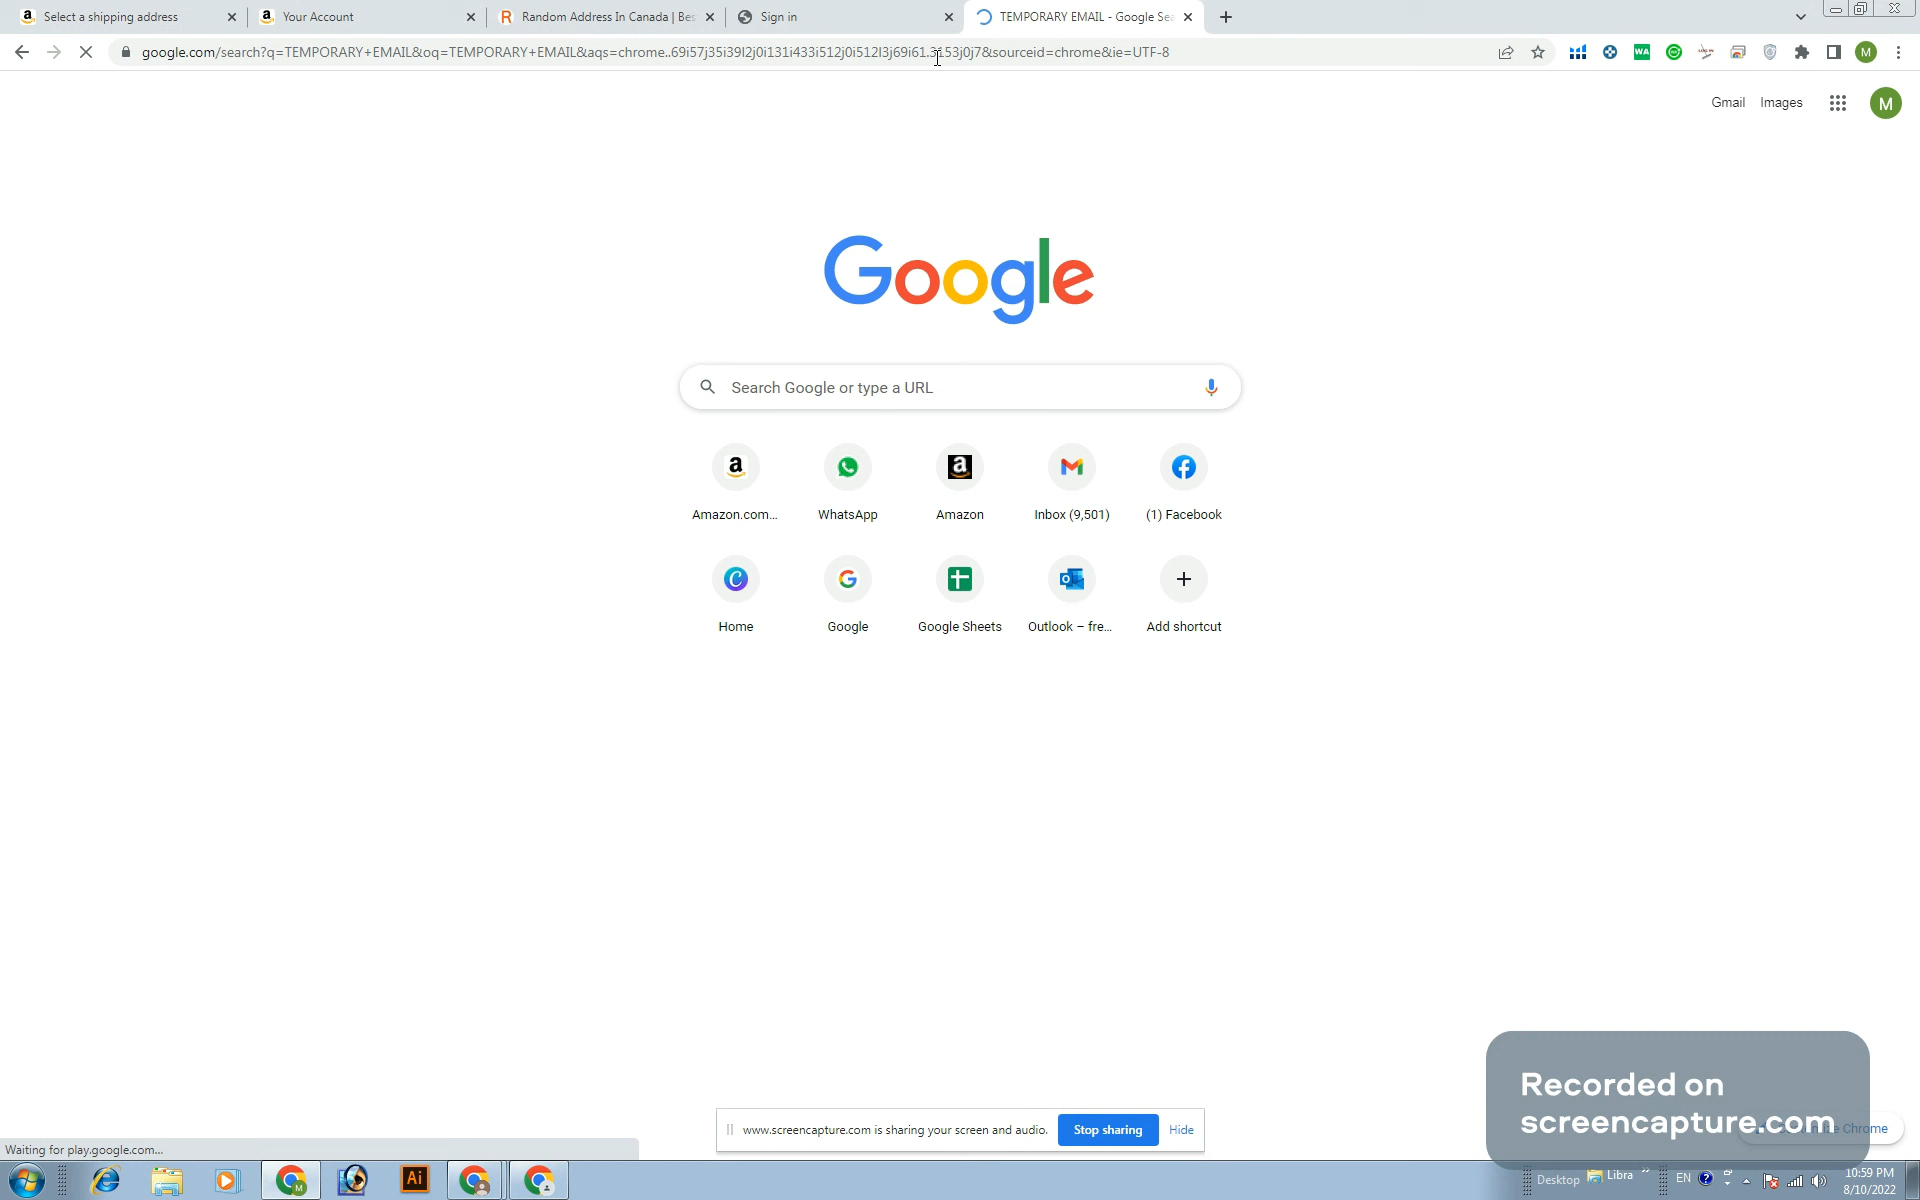 Select a shipping address
Your Account
Random Address In Canada | Bes
Sign in
TEMPORARY EMAIL - Google Sea
google.com/search?q=TEMPORARY+EMAIL&oq=TEMPORARY+EMAIL&aqs=chrome..69i57j35i39l2j0i131i433i512j0i512l3j69i61.3153j0j7&sourceid=chrome&ie=UTF-8
WA
M
Gmail
Images
M
Google
Search Google or type a URL
Amazon.com...
WhatsApp
Amazon
Inbox (9,501)
(1) Facebook
Home
Google
Google Sheets
Outlook – fre...
Add shortcut
Recorded on
screencapture.com
Chrome
www.screencapture.com is sharing your screen and audio.
Stop sharing
Hide
Waiting for play.google.com...
Ai
Desktop
Libra
EN
10:59 PM
8/10/2022